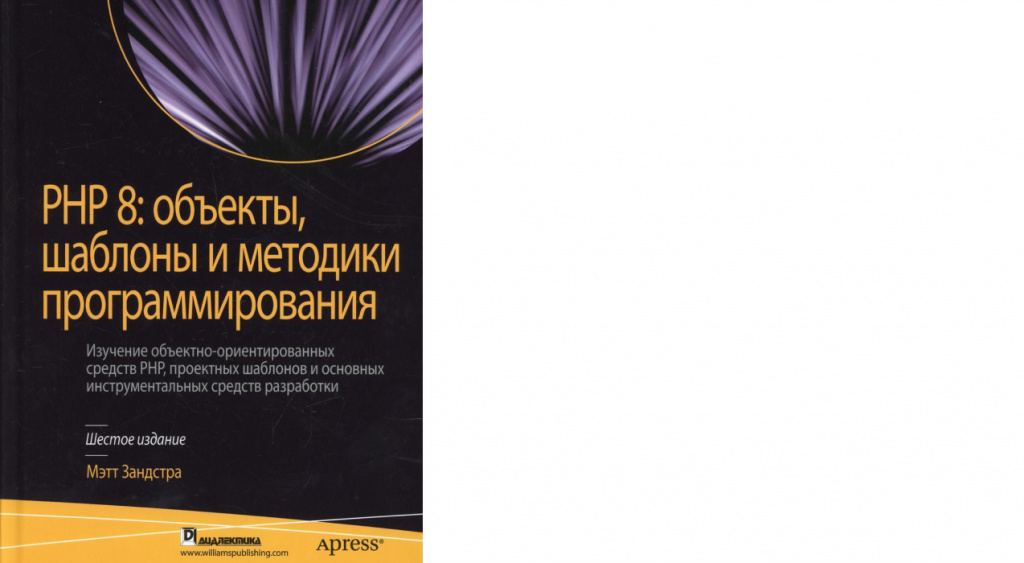 PHP 8: объекты,
шаблоны и методики
программирования
Изучение объектно-ориентированных
средств PHP, проектных шаблонов и основных
инструментальных средств разработки
Шестое издание
Мэтт Зандстра
ДИАЛЕКТИКА
www.williamspublishing.com
Apress®